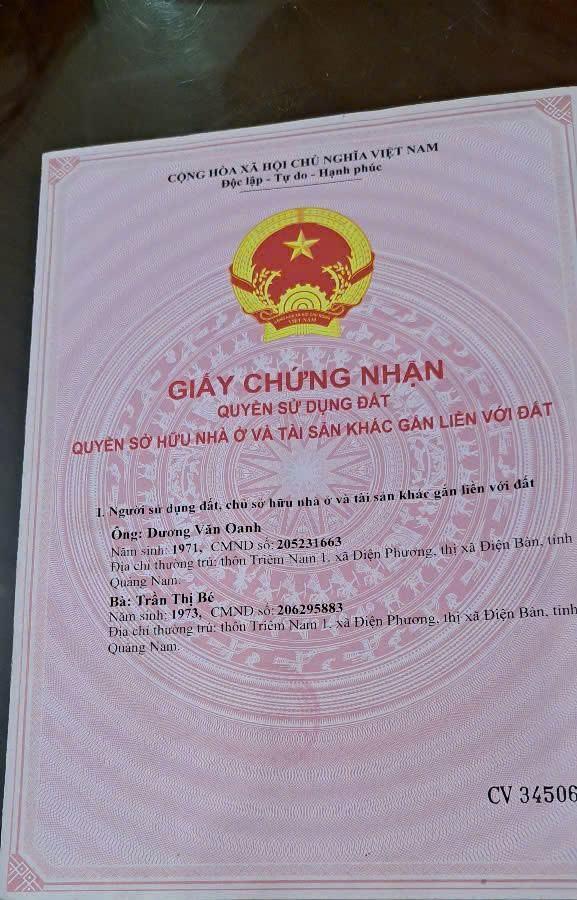 CỘNG HÒA XÃ HỘI CHỦ NGHĨA VIỆT NAM
Độc lập - Tự do - Hạnh phúc
VIỆT NAM
GIẤY CHỨNG NHẬN
QUYỀN SỬ DỤNG ĐẤT
QUYỀN SỞ HỮU NHÀ Ở VÀ TÀI SẢN KHÁC GẮN LIỀN VỚI ĐẤT
I. Người sử dụng đất, chủ sở hữu nhà ở và tài sản khác gắn liền với đất
Ông: Dương Văn Oanh
Năm sinh: 1971, CMND số: 205231663
Địa chỉ thường trú: thôn Triêm Nam 1, xã Điện Phương, thị xã Điện Bàn, tỉnh
Quảng Nam.
Bà: Trần Thị Bé
Năm sinh: 1973, CMND số: 206295883
Địa chỉ thường trú: thôn Triêm Nam 1, xã Điện Phương, thị xã Điện Bàn, tỉnh
Quảng Nam.
CV 34506